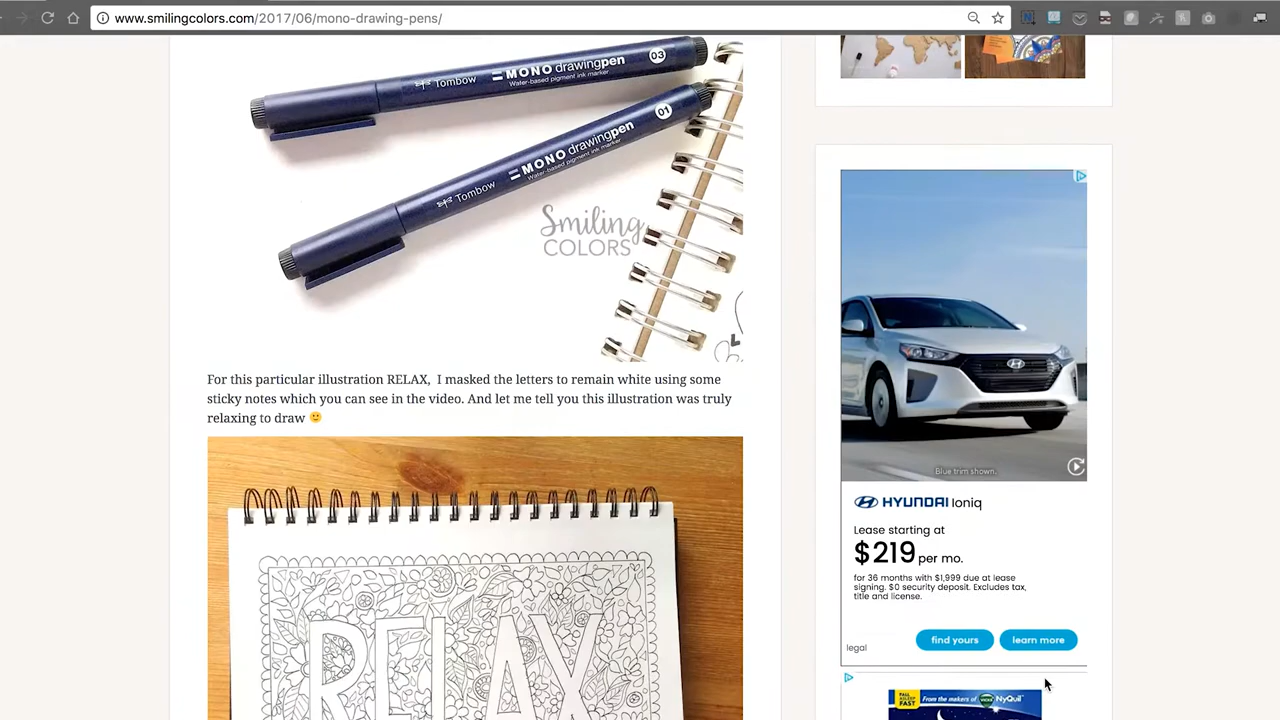 www.smilingcolors.com/2017/06/mono-drawing-pens/
Tombow MONO drawingpen 03
Water-based pigment ink marker
Tombow MONO drawingpen 01
Water-based pigment ink marker
Smiling
COLORS
For this particular illustration RELAX, I masked the letters to remain white using some
sticky notes which you can see in the video. And let me tell you this illustration was truly
relaxing to draw
RELAX
Blue trim shown.
HYUNDAI Ioniq
Lease starting at
$219 per mo.
for 36 months with $1,999 due at lease
signing. $0 security deposit. Excludes tax,
title and license.
find yours
learn more
legal
FALL
ASLEEP
FAST
From the makers of VICKS NyQuil